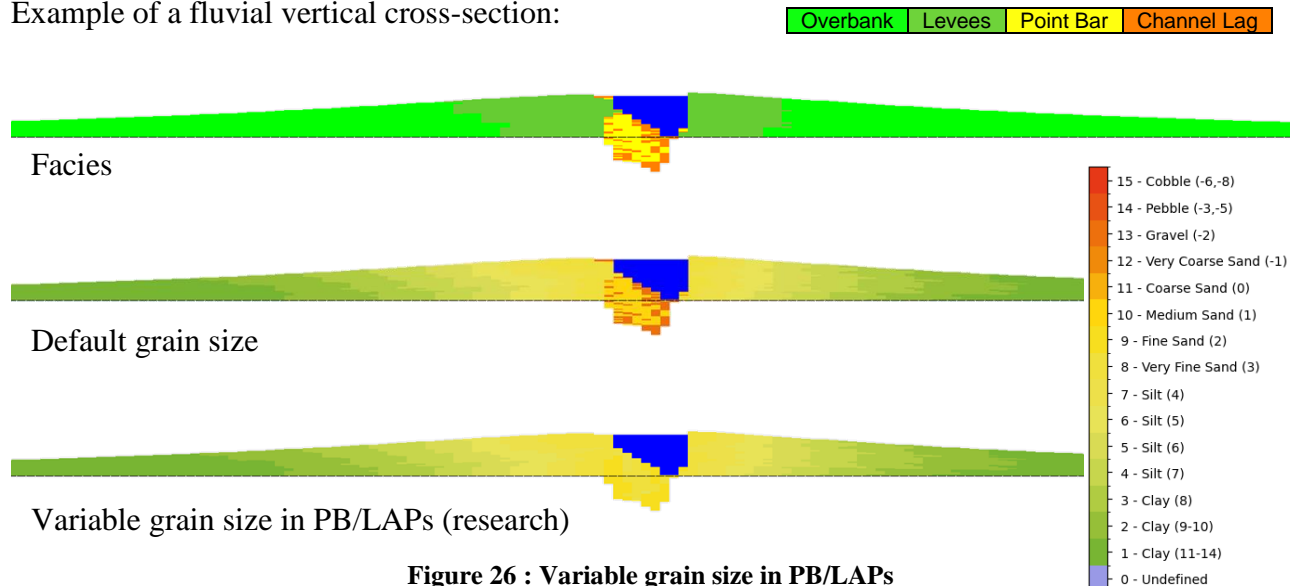 Example of a fluvial vertical cross-section:
Overbank Levees Point Bar Channel Lag
Facies
Default grain size
Variable grain size in PB/LAPs (research)
15 - Cobble (-6,-8)
14 - Pebble (-3,-5)
13 - Gravel (-2)
12 - Very Coarse Sand (-1)
11 - Coarse Sand (0)
10 - Medium Sand (1)
9 - Fine Sand (2)
8 - Very Fine Sand (3)
7 - Silt (4)
6 - Silt (5)
5 - Silt (6)
4 - Silt (7)
3 - Clay (8)
2 - Clay (9-10)
1 - Clay (11-14)
0 - Undefined
Figure 26 : Variable grain size in PB/LAPs